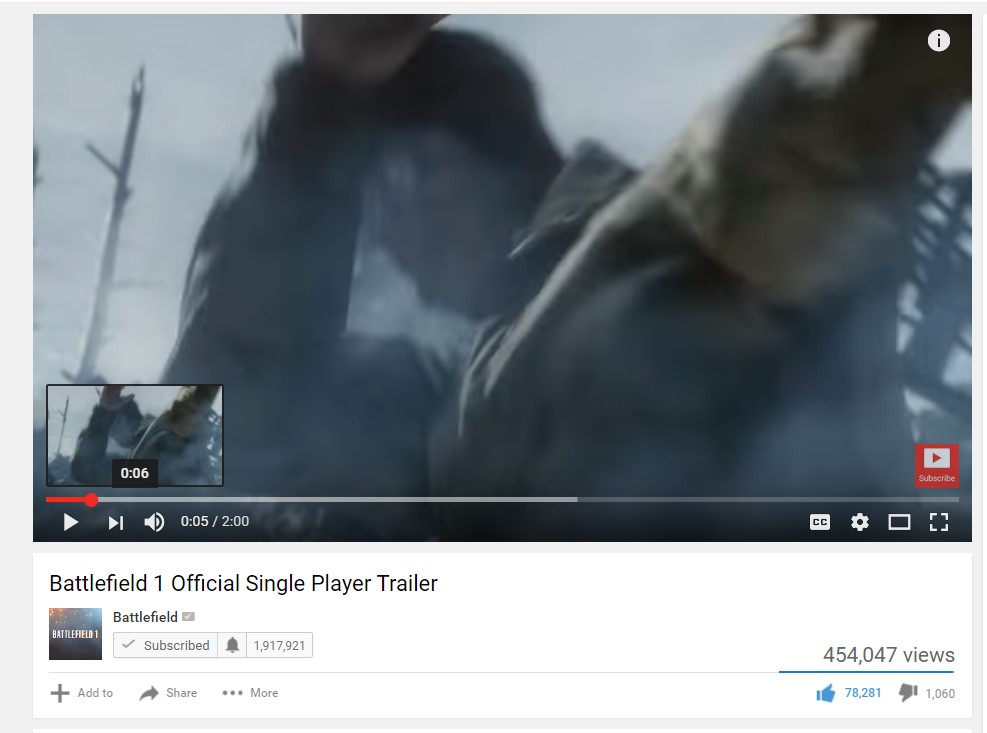 i
Subscribe
0:06
0:05 / 2:00
CC
Battlefield 1 Official Single Player Trailer
BATTLEFIELD 1
Battlefield
Subscribed 1,917,921
454,047 views
Add to Share More
78,281 1,060